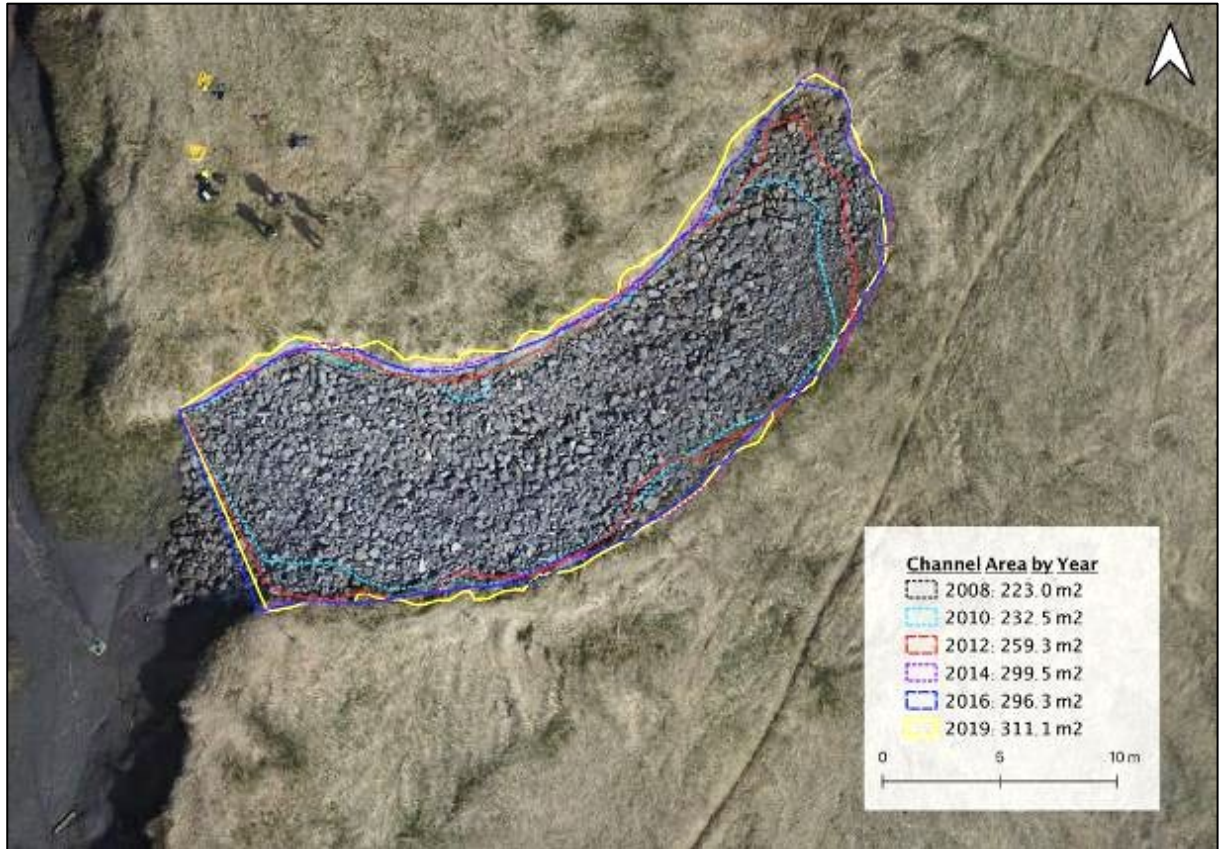 Channel Area by Year
2008: 223.0 m2
2010: 232.5 m2
2012: 259.3 m2
2014: 299.5 m2
2016: 296.3 m2
2019: 311.1 m2
0 5 10 m